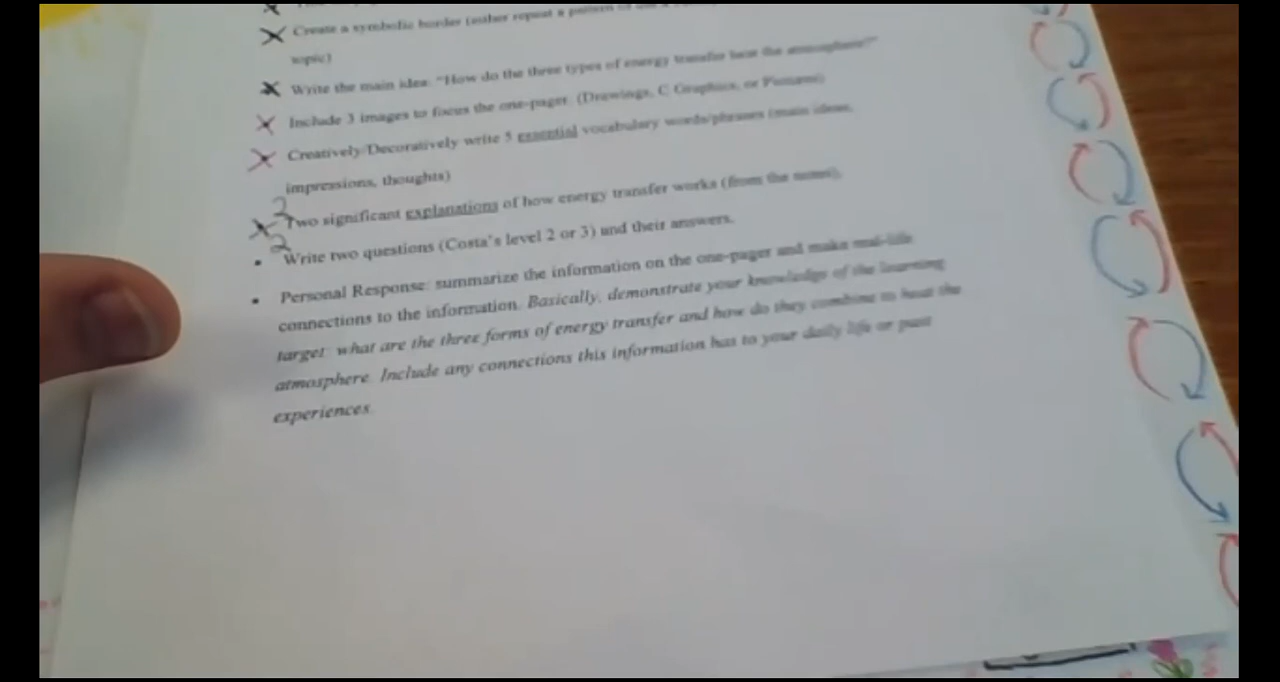 Create a symbolic border (either repeat a pattern or
topic)
Write the main idea: "How do the three types of energy transfer heat the atmosphere?"
Include 3 images to focus the one-pager. (Drawings, C Graphics, or Pictures)
Creatively/Decoratively write 5 essential vocabulary words/phrases (main ideas,
impressions, thoughts)
2
Two significant explanations of how energy transfer works (from the notes).
2
• Write two questions (Costa's level 2 or 3) and their answers.
• Personal Response: summarize the information on the one-pager and make real-life
connections to the information. Basically, demonstrate your knowledge of the learning
target: what are the three forms of energy transfer and how do they combine to heat the
atmosphere. Include any connections this information has to your daily life or past
experiences.